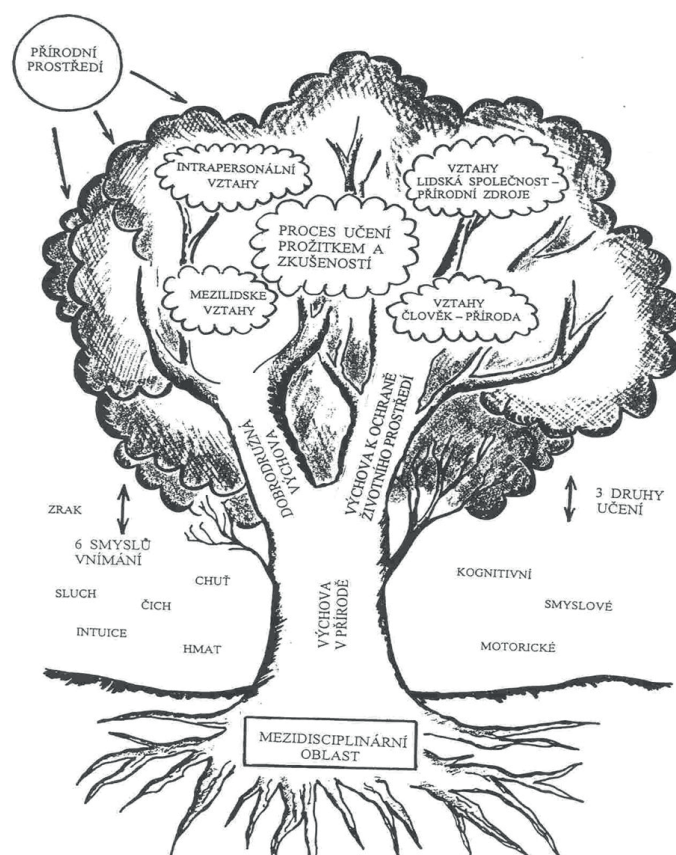 PŘÍRODNÍ
PROSTŘEDÍ
INTRAPERSONÁLNÍ
VZTAHY
VZTAHY
LIDSKÁ SPOLEČNOST –
PŘÍRODNÍ ZDROJE
PROCES UČENÍ
PROŽITKEM A
ZKUŠENOSTÍ
MEZILIDSKE
VZTAHY
VZTAHY
ČLOVĚK – PŘÍRODA
DOBRODRUŽNÁ
VÝCHOVA
VÝCHOVA K OCHRANĚ
ŽIVOTNÍHO PROSTŘEDÍ
ZRAK
6 SMYSLŮ
VNÍMÁNÍ
SLUCH
CHUŤ
ČICH
INTUICE
HMAT
3 DRUHY
UČENÍ
KOGNITIVNÍ
SMYSLOVÉ
MOTORICKÉ
VÝCHOVA
V PŘÍRODĚ
MEZIDISCIPLINÁRNÍ
OBLAST